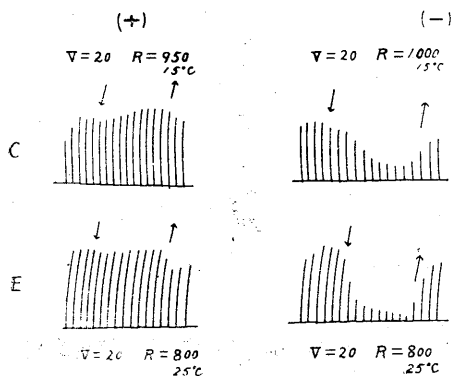 (+) (−)
V=20 R=950 V=20 R=1000
15°C 15°C
C
E
V=20 R=800 V=20 R=800
25°C 25°C